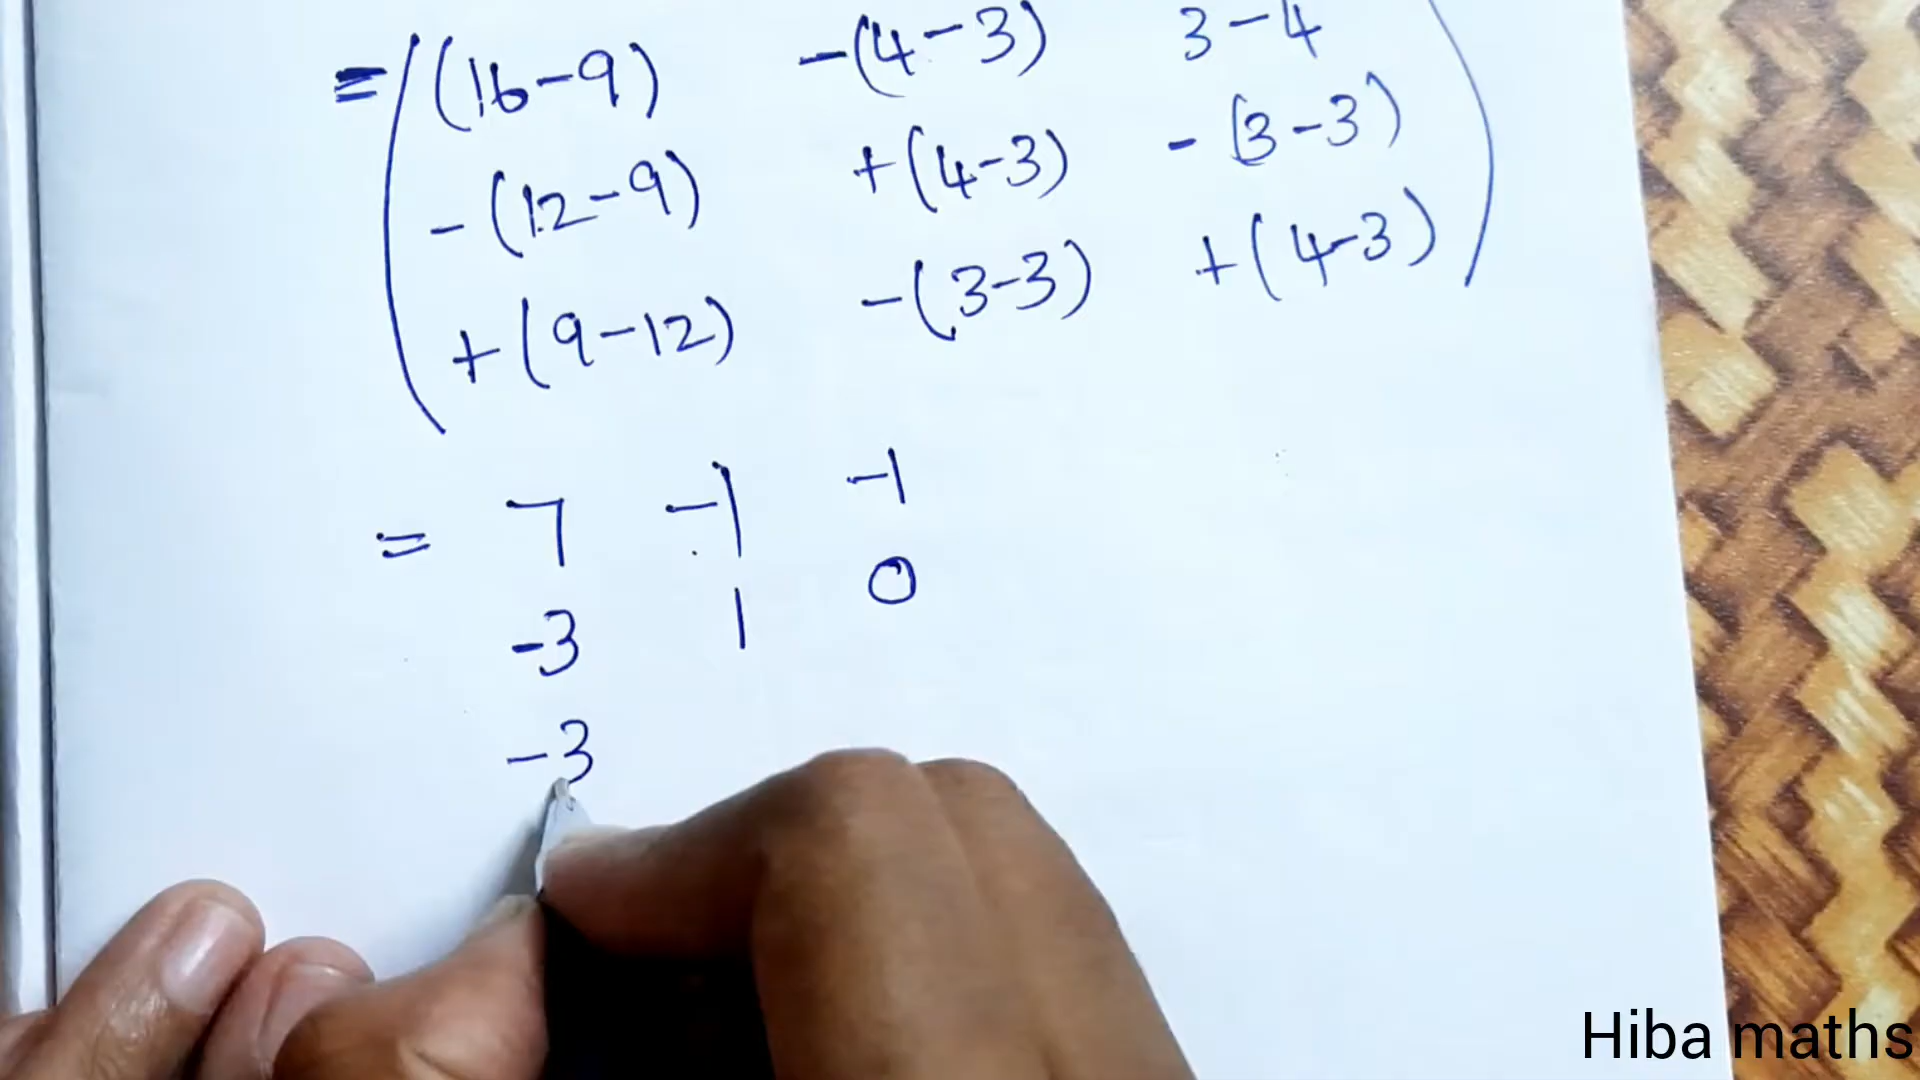 = (16-9) -(4-3) 3-4
-(12-9) +(4-3) -(3-3)
+(9-12) -(3-3) +(4-3)
= 7 -1 -1
-3 1 0
-3
Hiba maths